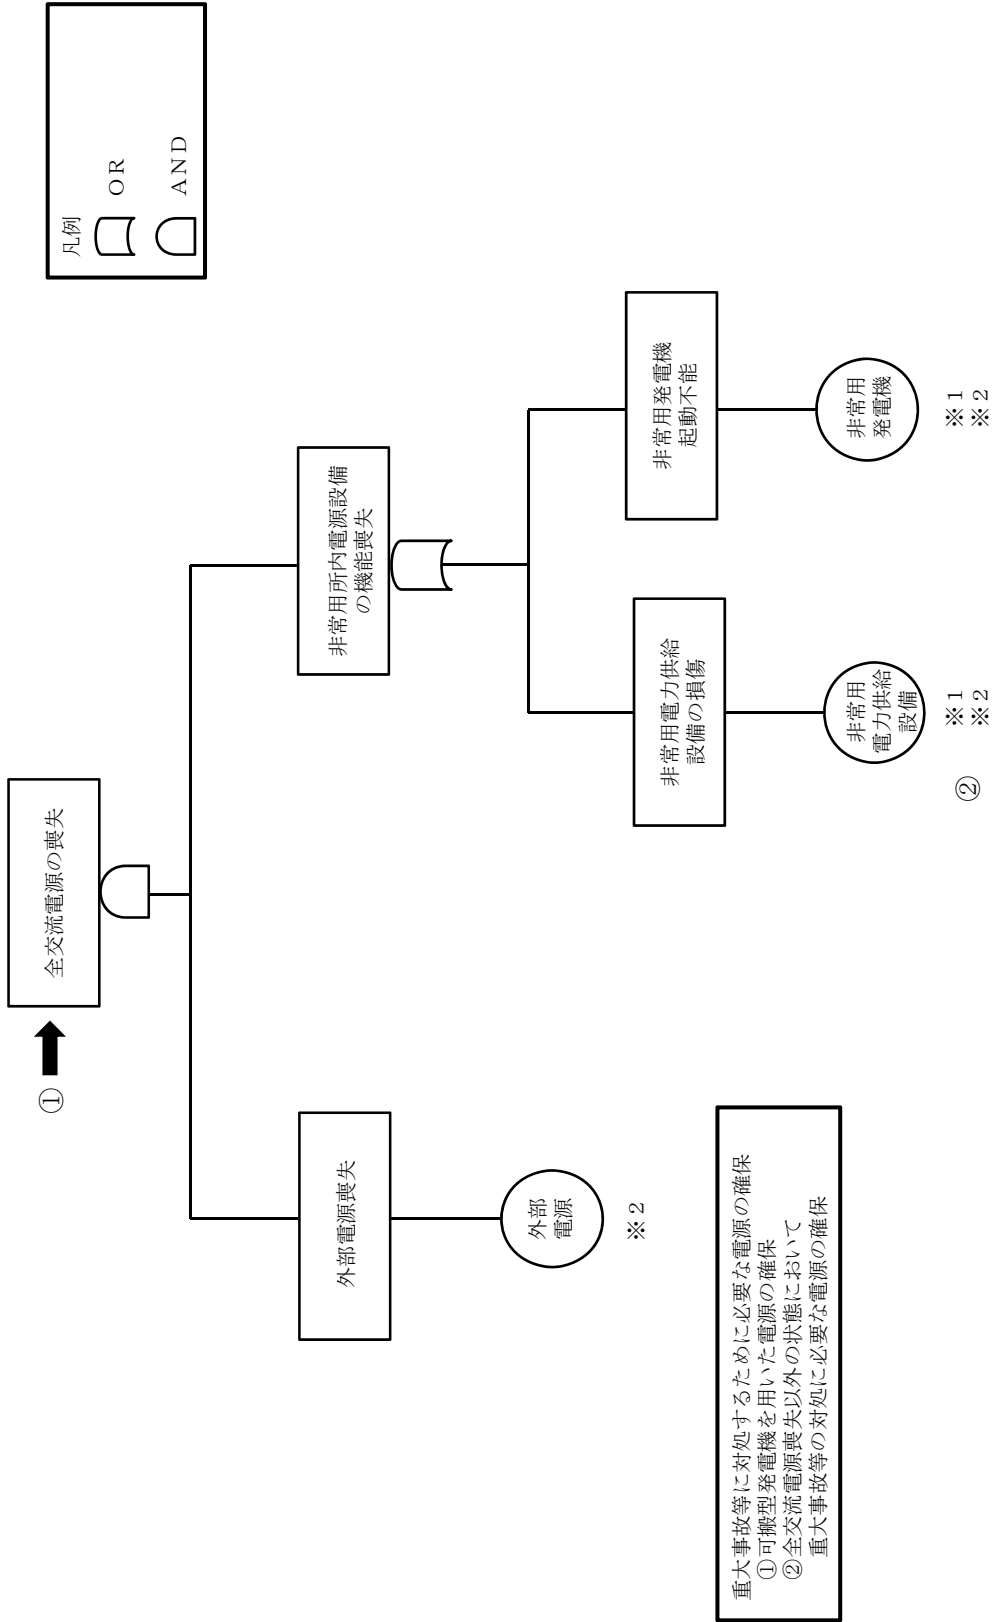 凡例
OR
AND
①
全交流電源の喪失
外部電源喪失
外部
電源
※2
非常用所内電源設備
の機能喪失
非常用電力供給
設備の損傷
非常用
電力供給
設備
②
※1
※2
非常用発電機
起動不能
非常用
発電機
※1
※2
重大事故等に対処するために必要な電源の確保
①可搬型発電機を用いた電源の確保
②全交流電源喪失以外の状態において
重大事故等の対処に必要な電源の確保